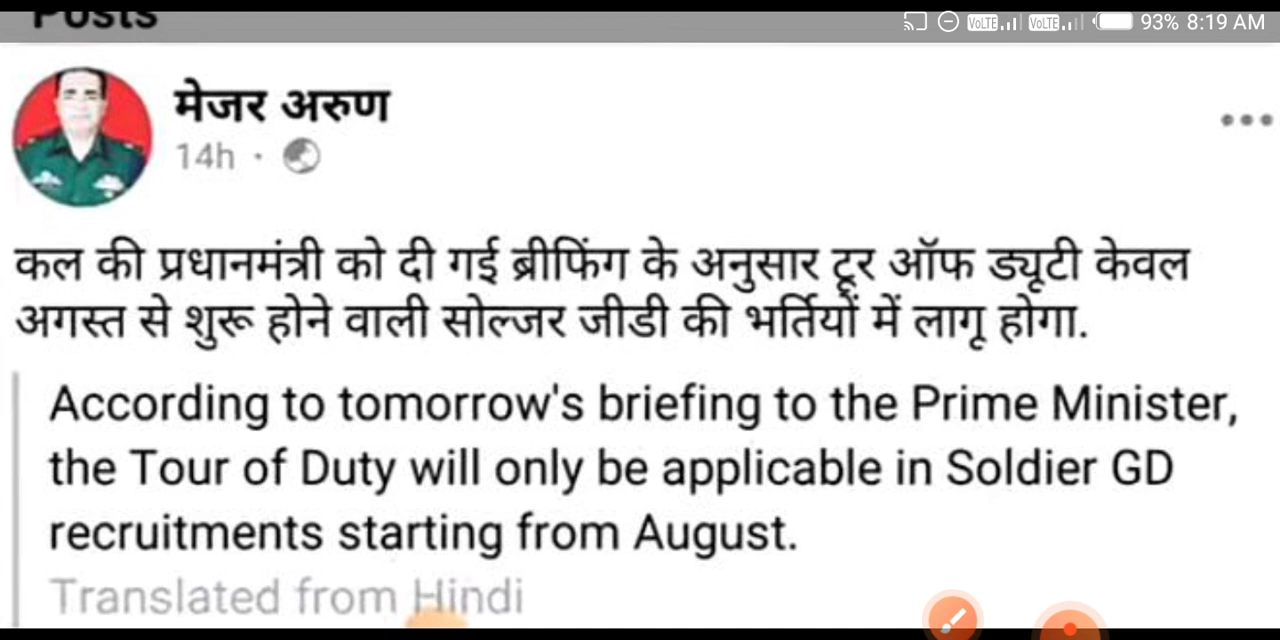 Posts
VoLTE VoLTE 93% 8:19 AM
मेजर अरुण
14h ·
कल की प्रधानमंत्री को दी गई ब्रीफिंग के अनुसार टूर ऑफ ड्यूटी केवल
अगस्त से शुरू होने वाली सोल्जर जीडी की भर्तियों में लागू होगा.
According to tomorrow's briefing to the Prime Minister,
the Tour of Duty will only be applicable in Soldier GD
recruitments starting from August.
Translated from Hindi